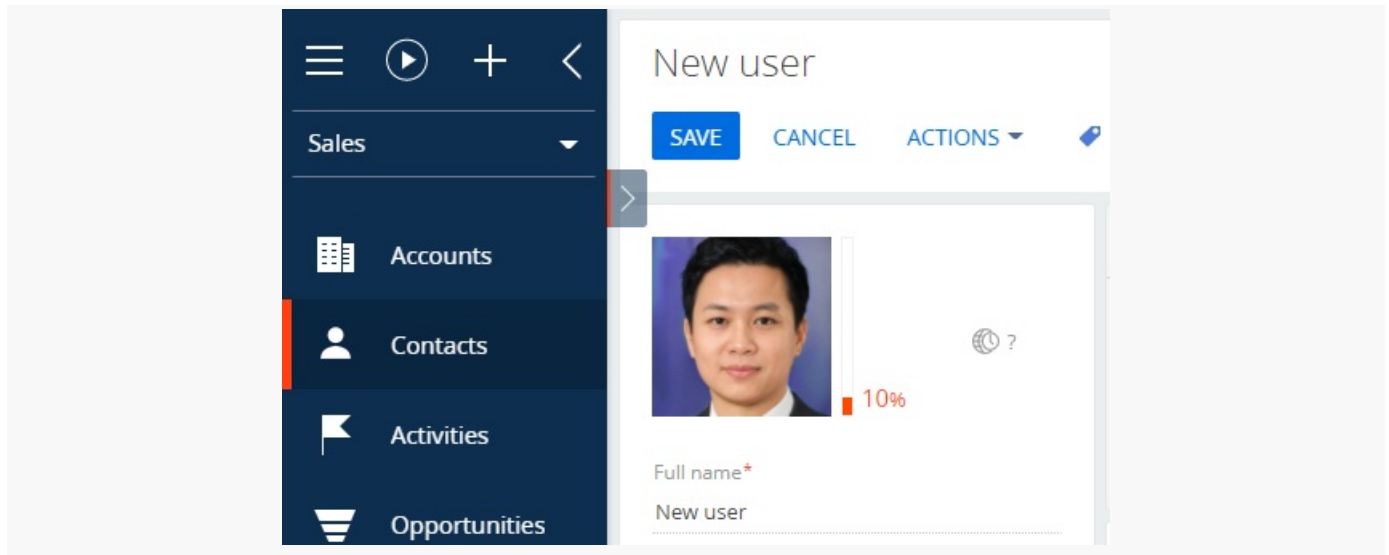 New user
Sales
SAVE CANCEL ACTIONS
Accounts
Contacts
?
10%
Activities
Full name*
New user
Opportunities